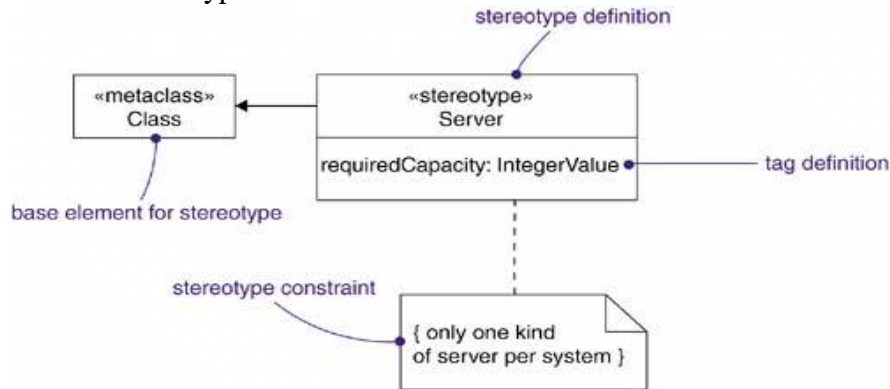 stereotype definition
«metaclass»
Class
«stereotype»
Server
requiredCapacity: IntegerValue
tag definition
base element for stereotype
stereotype constraint
{ only one kind
of server per system }